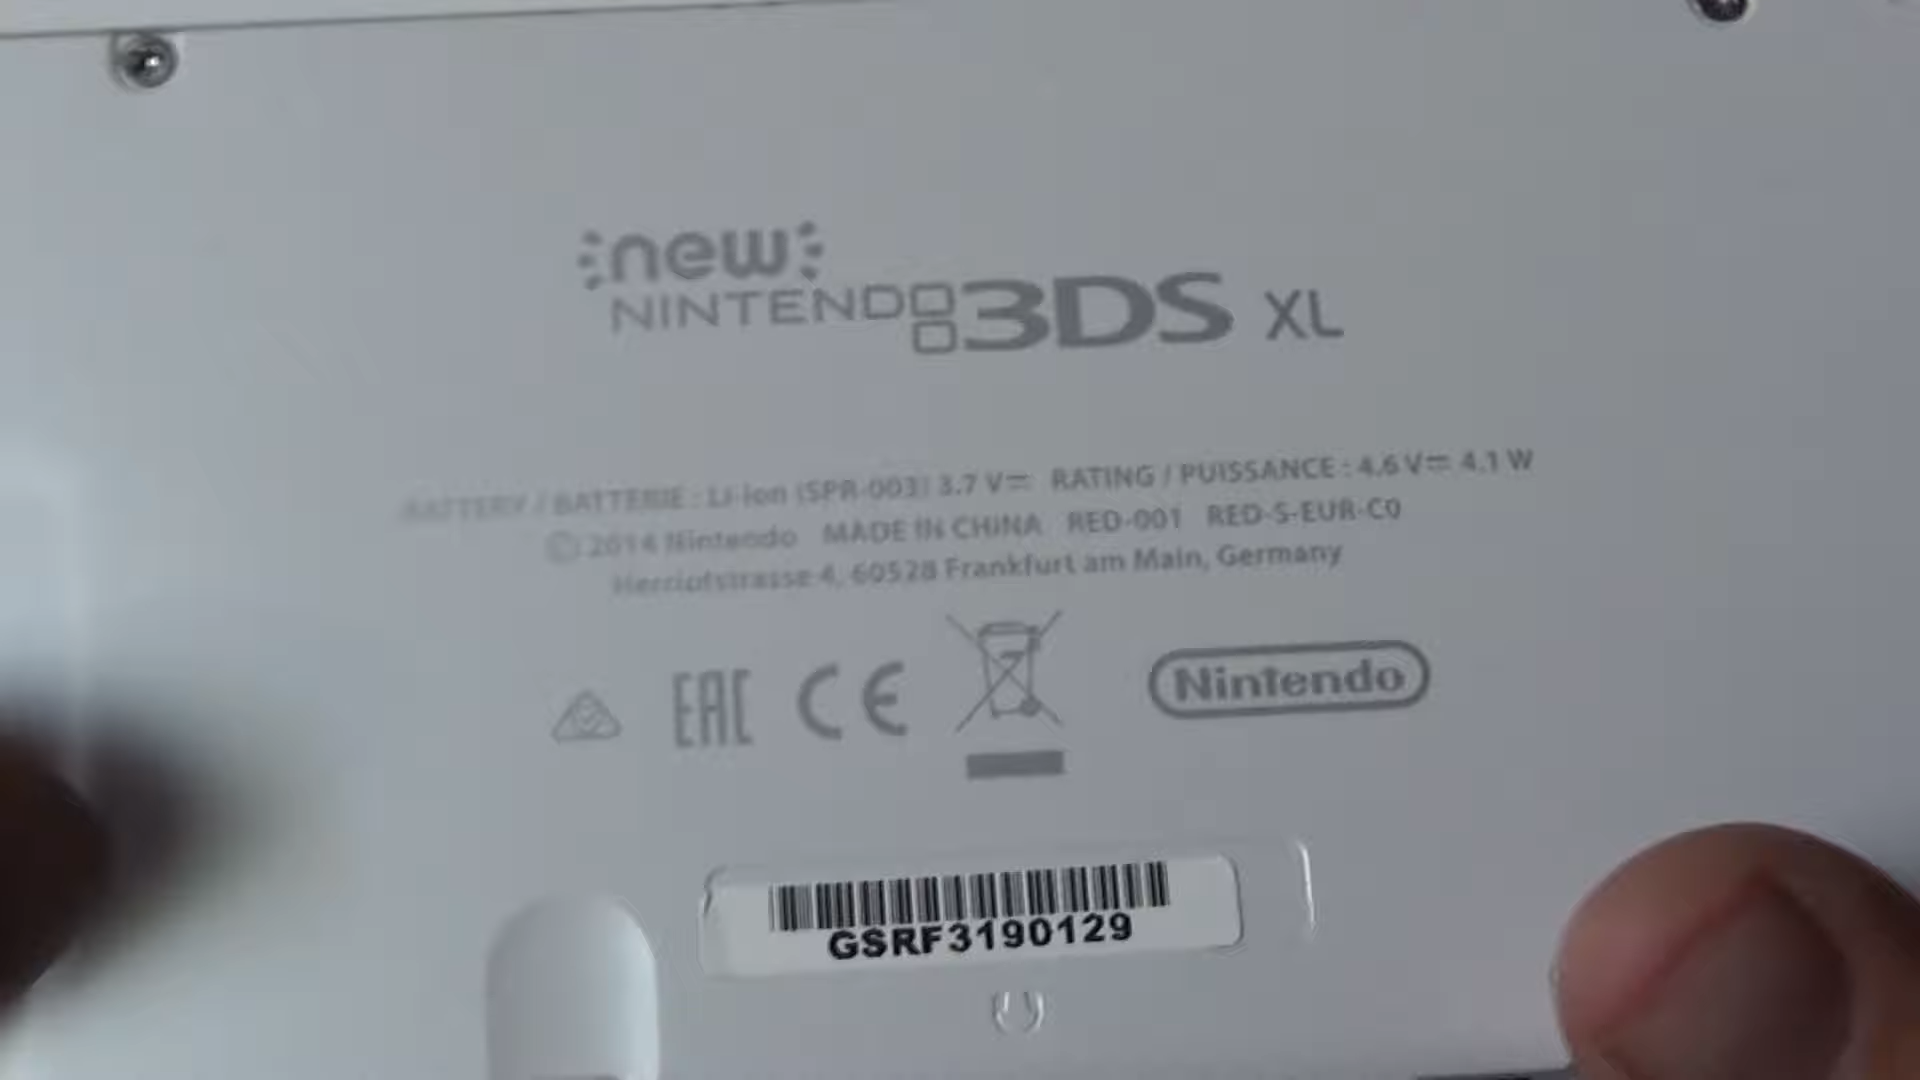 new
NINTENDO 3DS XL
BATTERY / BATTERIE : Li-ion (SPR-003) 3.7 V⎓ RATING / PUISSANCE : 4.6 V⎓ 4.1 W
© 2014 Nintendo MADE IN CHINA RED-001 RED-S-EUR-C0
Herriotstrasse 4, 60528 Frankfurt am Main, Germany
EAC CE Nintendo
GSRF3190129